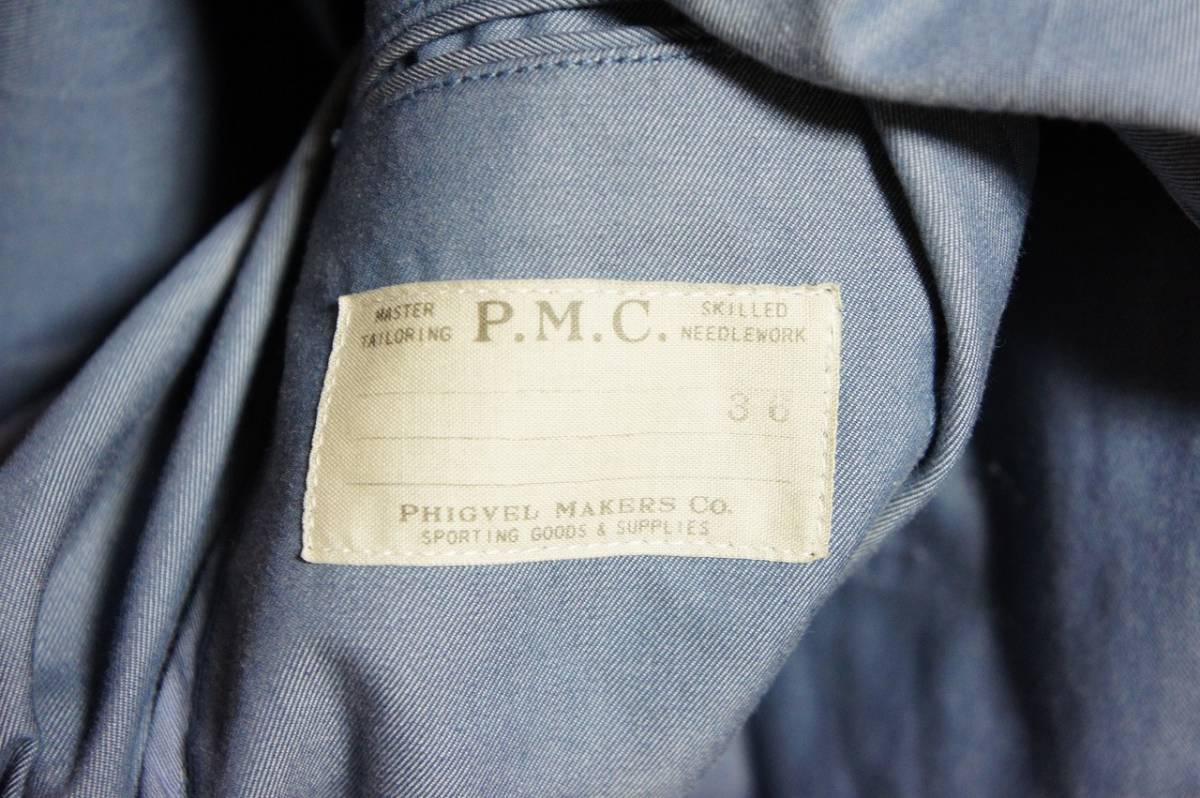 MASTER TAILORING
P.M.C.
SKILLED NEEDLEWORK
36
PHIGVEL MAKERS CO.
SPORTING GOODS & SUPPLIES